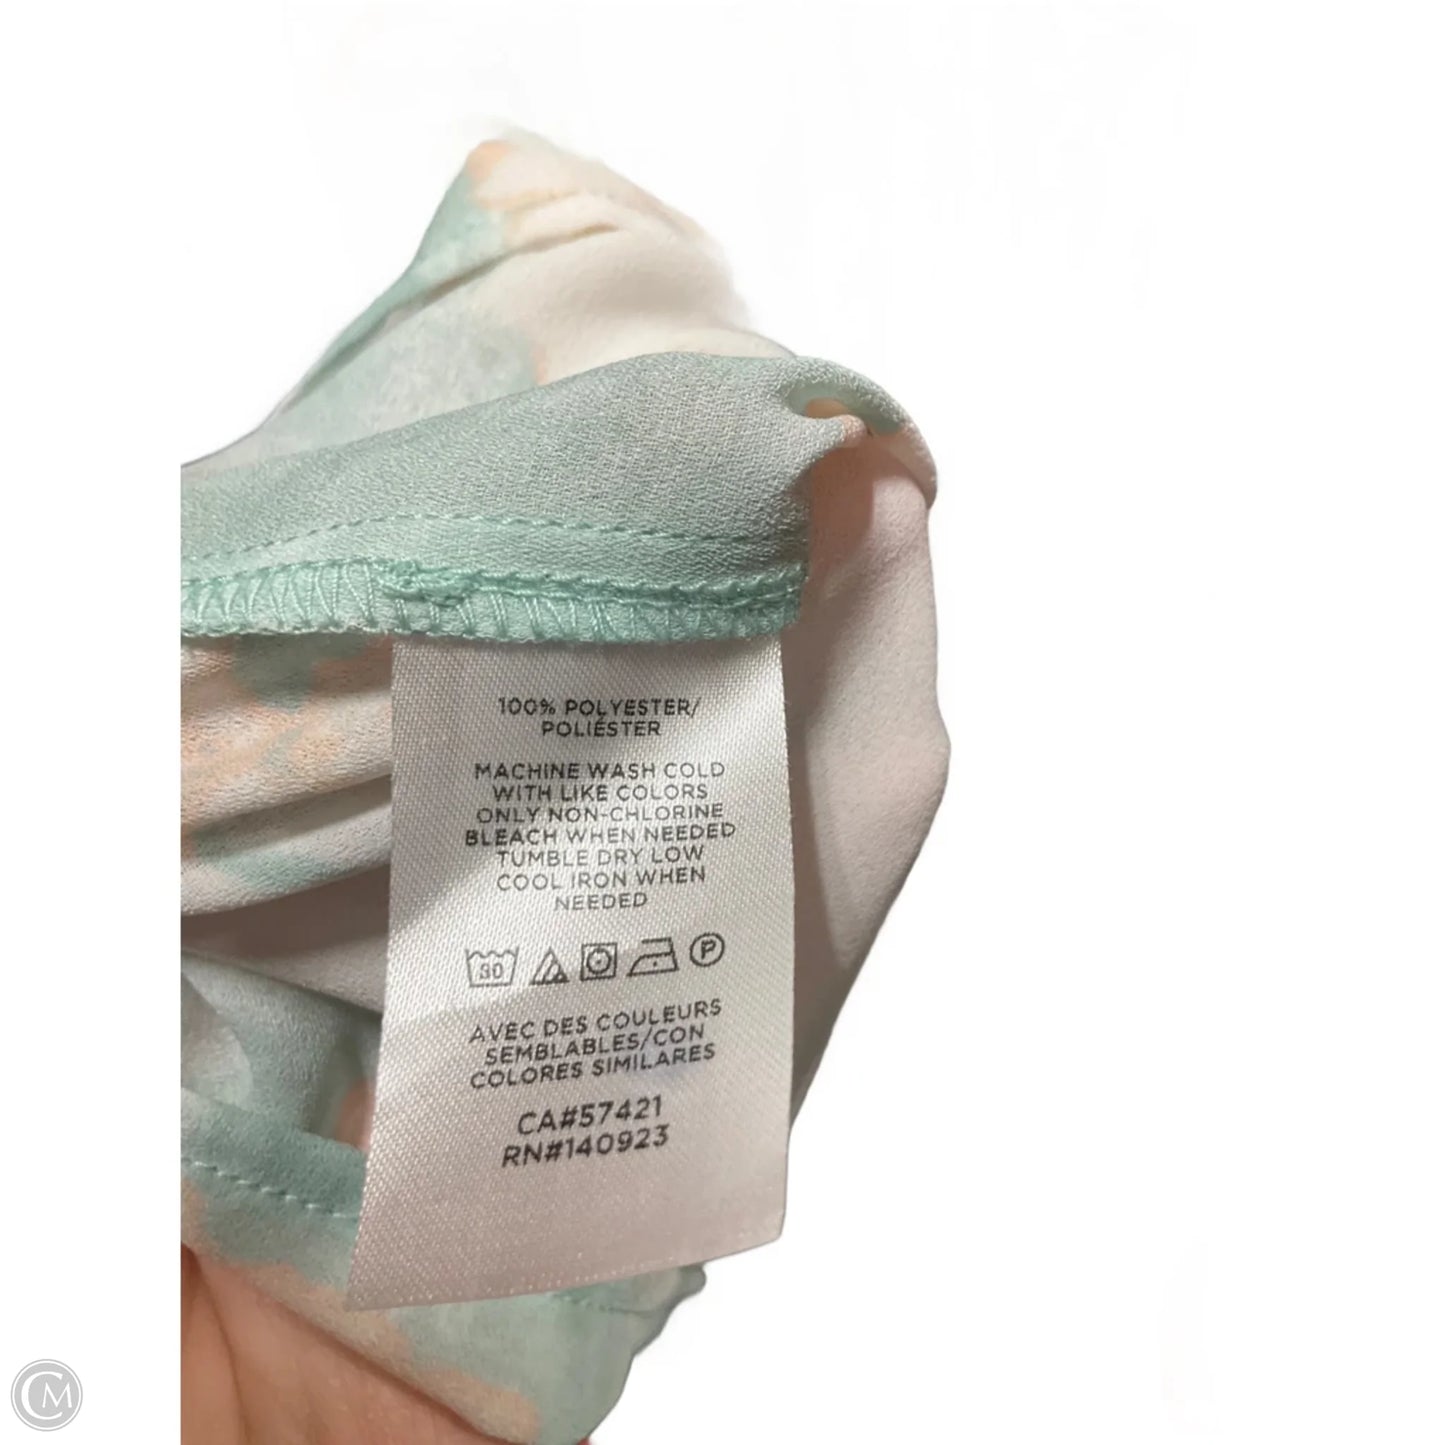 100% POLYESTER/
POLIÉSTER
MACHINE WASH COLD
WITH LIKE COLORS
ONLY NON-CHLORINE
BLEACH WHEN NEEDED
TUMBLE DRY LOW
COOL IRON WHEN
NEEDED
30 P
AVEC DES COULEURS
SEMBLABLES/CON
COLORES SIMILARES
CA#57421
RN#140923
CM